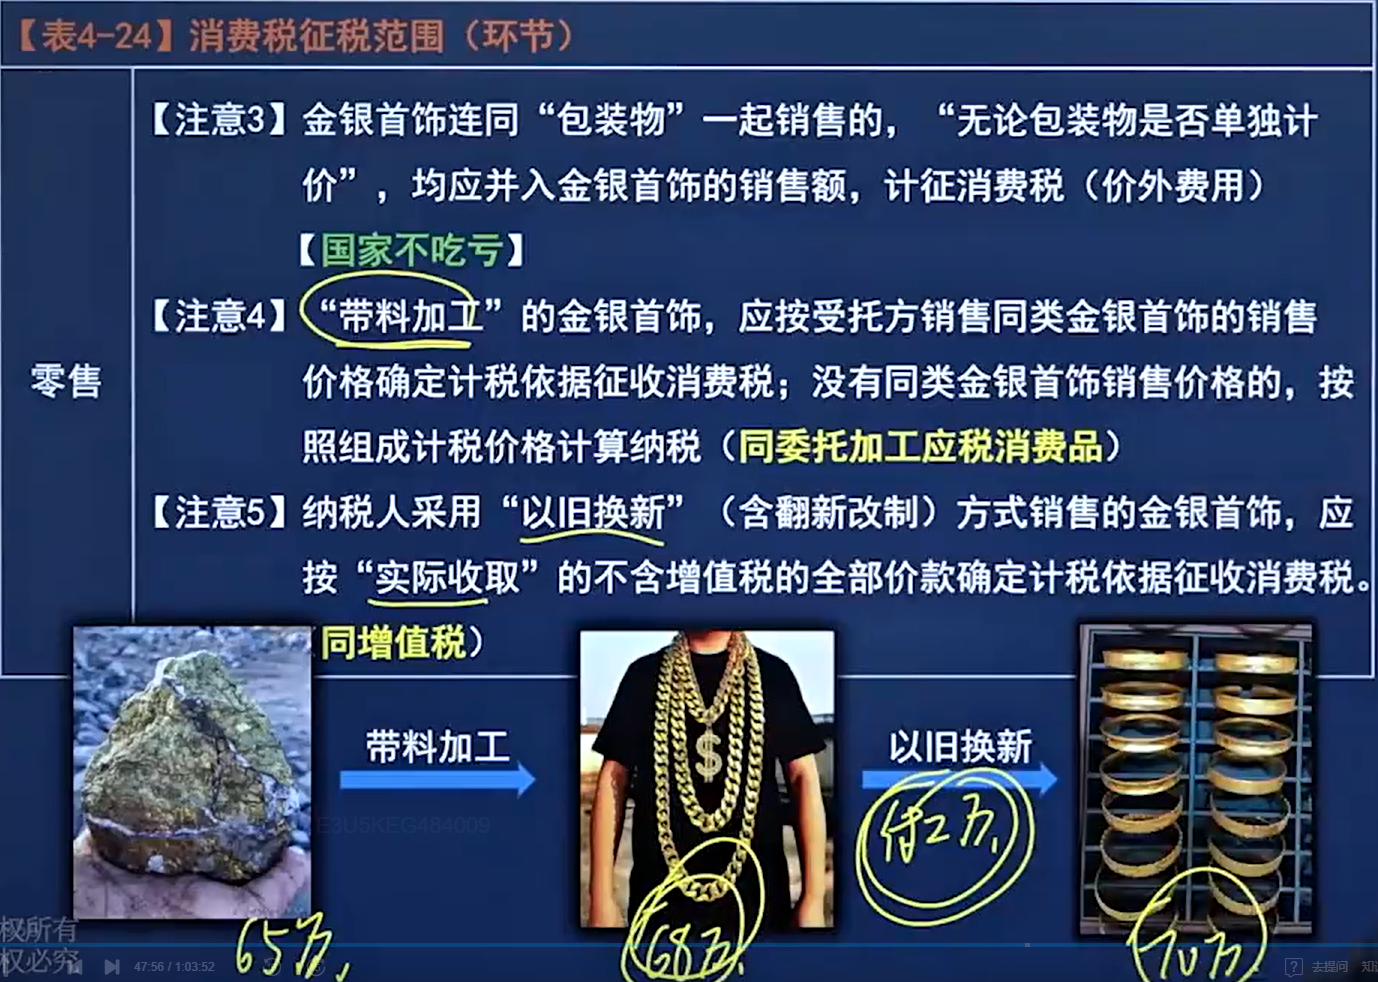 【表4-24】消费税征税范围（环节）
零售
【注意3】金银首饰连同“包装物”一起销售的，“无论包装物是否单独计
价”，均应并入金银首饰的销售额，计征消费税（价外费用）
【国家不吃亏】
【注意4】“带料加工”的金银首饰，应按受托方销售同类金银首饰的销售
价格确定计税依据征收消费税；没有同类金银首饰销售价格的，按
照组成计税价格计算纳税（同委托加工应税消费品）
【注意5】纳税人采用“以旧换新”（含翻新改制）方式销售的金银首饰，应
按“实际收取”的不含增值税的全部价款确定计税依据征收消费税。
（同增值税）
带料加工
$
以旧换新
付2万
E3U5KEG484009
65万
68万
70万
权所有
权必究
47:56 / 1:03:52
去提问